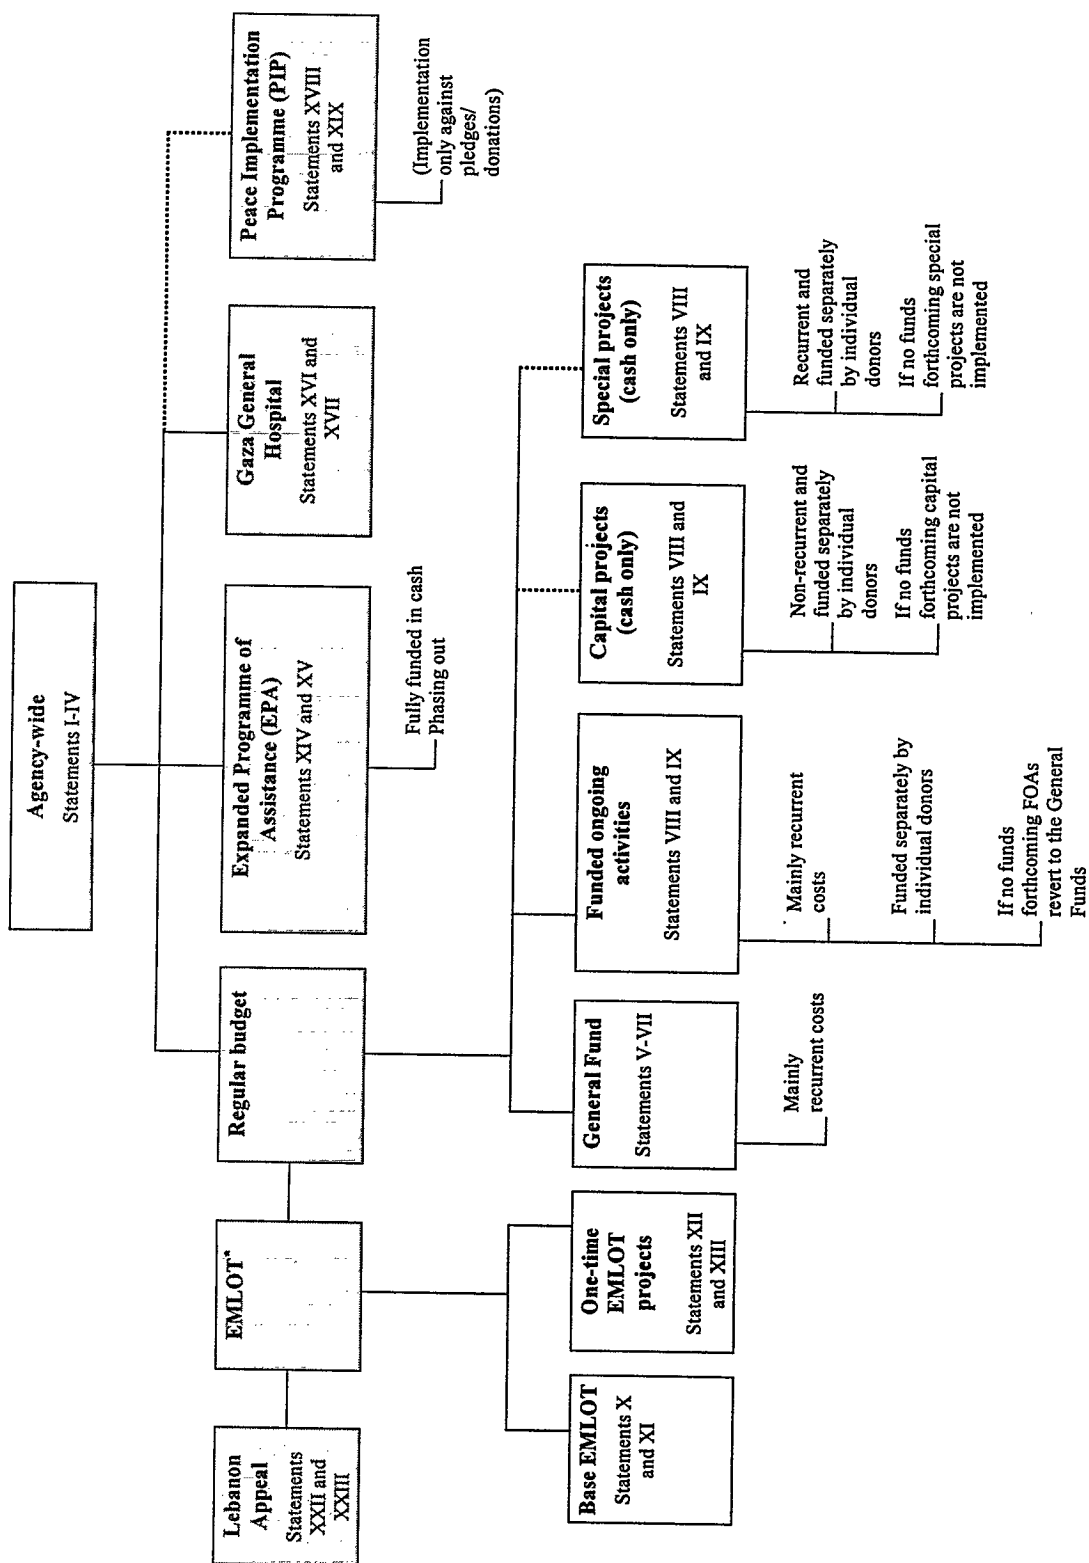 Agency-wide
Statements I-IV
Lebanon
Appeal
Statements
XXII and
XXIII
EMLOT*
Regular budget
Expanded Programme of
Assistance (EPA)
Statements XIV and XV
Fully funded in cash
Phasing out
Gaza General
Hospital
Statements XVI and
XVII
Peace Implementation
Programme (PIP)
Statements XVIII
and XIX
(Implementation
only against
pledges/
donations)
Base EMLOT
Statements X
and XI
One-time
EMLOT
projects
Statements XII
and XIII
General Fund
Statements V-VII
Mainly
recurrent costs
Funded ongoing
activities
Statements VIII and IX
Mainly recurrent
costs
Funded separately by
individual donors
If no funds
forthcoming FOAs
revert to the General
Funds
Capital projects
(cash only)
Statements VIII and
IX
Non-recurrent and
funded separately
by individual
donors
If no funds
forthcoming capital
projects are not
implemented
Special projects
(cash only)
Statements VIII
and IX
Recurrent and
funded separately
by individual
donors
If no funds
forthcoming special
projects are not
implemented